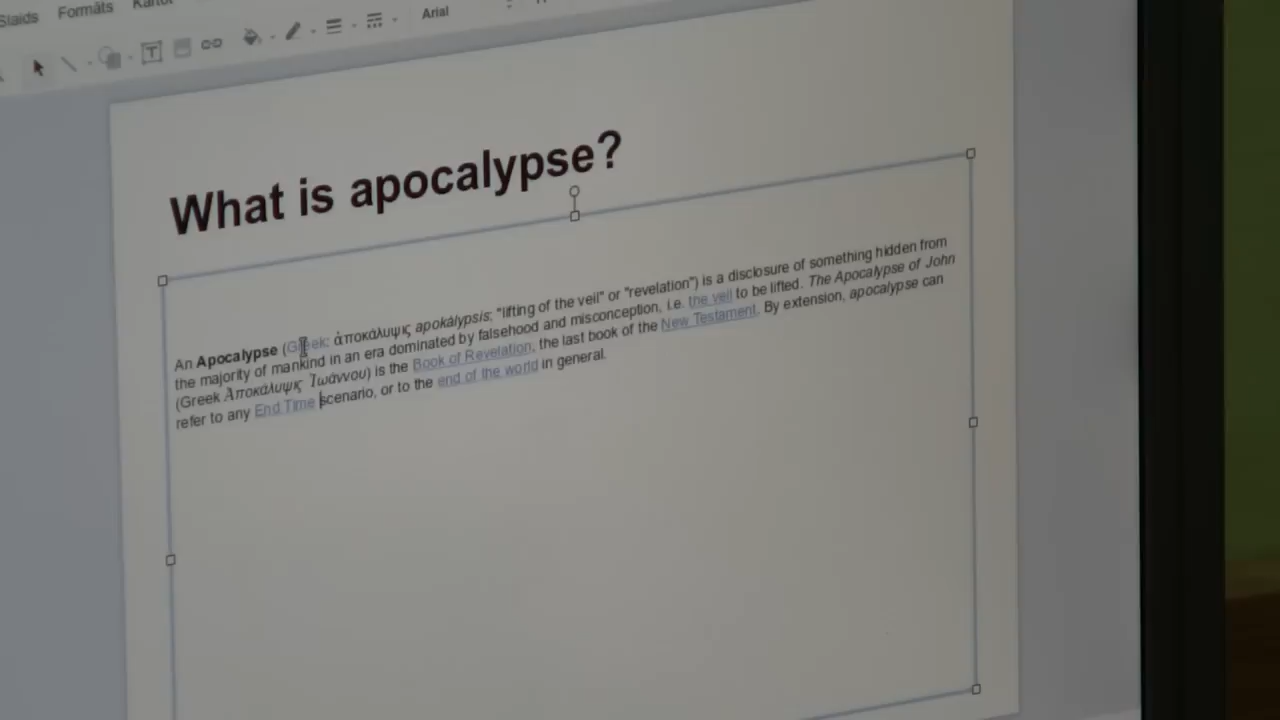 Slaids Formāts Kārtot
Arial
What is apocalypse?
An Apocalypse (Greek: ἀποκάλυψις apokálypsis; "lifting of the veil" or "revelation") is a disclosure of something hidden from
the majority of mankind in an era dominated by falsehood and misconception, i.e. the veil to be lifted. The Apocalypse of John
(Greek Ἀποκάλυψις Ἰωάννου) is the Book of Revelation, the last book of the New Testament. By extension, apocalypse can
refer to any End Time scenario, or to the end of the world in general.